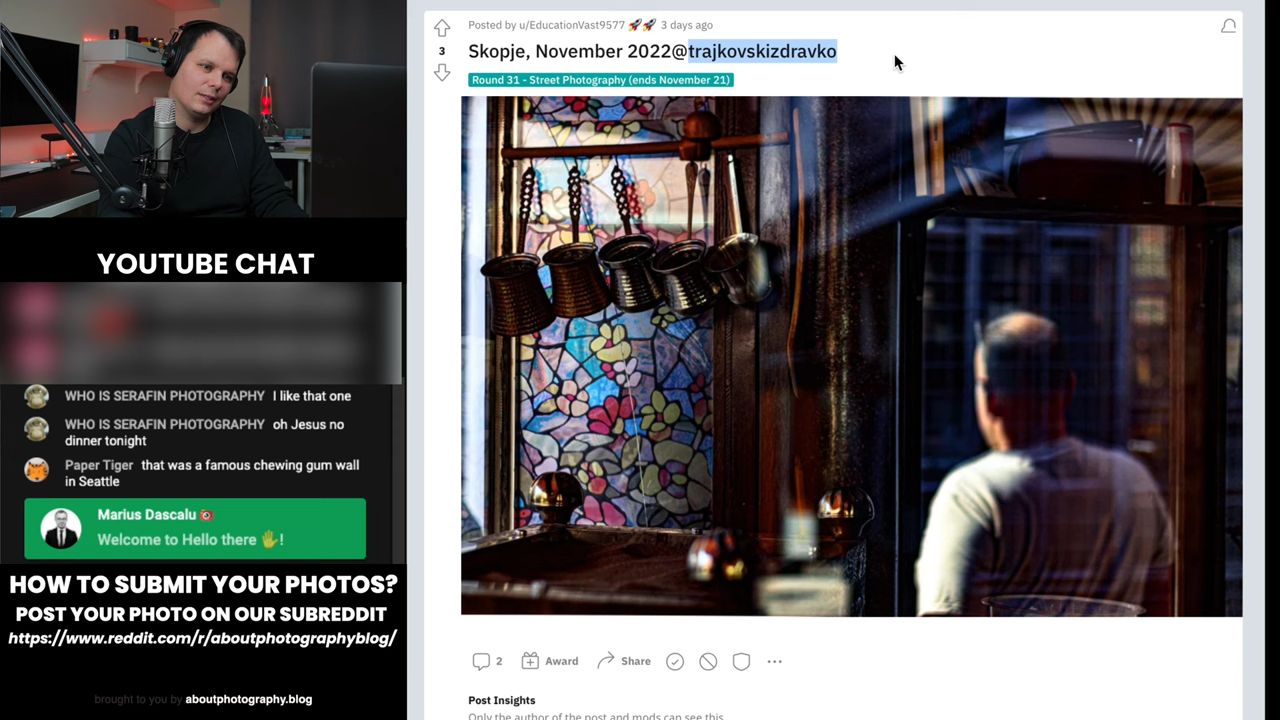 YOUTUBE CHAT
WHO IS SERAFIN PHOTOGRAPHY I like that one
WHO IS SERAFIN PHOTOGRAPHY oh Jesus no
dinner tonight
Paper Tiger that was a famous chewing gum wall
in Seattle
Marius Dascalu
Welcome to Hello there 🖐!
HOW TO SUBMIT YOUR PHOTOS?
POST YOUR PHOTO ON OUR SUBREDDIT
https://www.reddit.com/r/aboutphotographyblog/
brought to you by aboutphotography.blog
Posted by u/EducationVast9577 🚀🚀 3 days ago
3
Skopje, November 2022@trajkovskizdravko
Round 31 - Street Photography (ends November 21)
2 Award Share
Post Insights
Only the author of the post and mods can see this